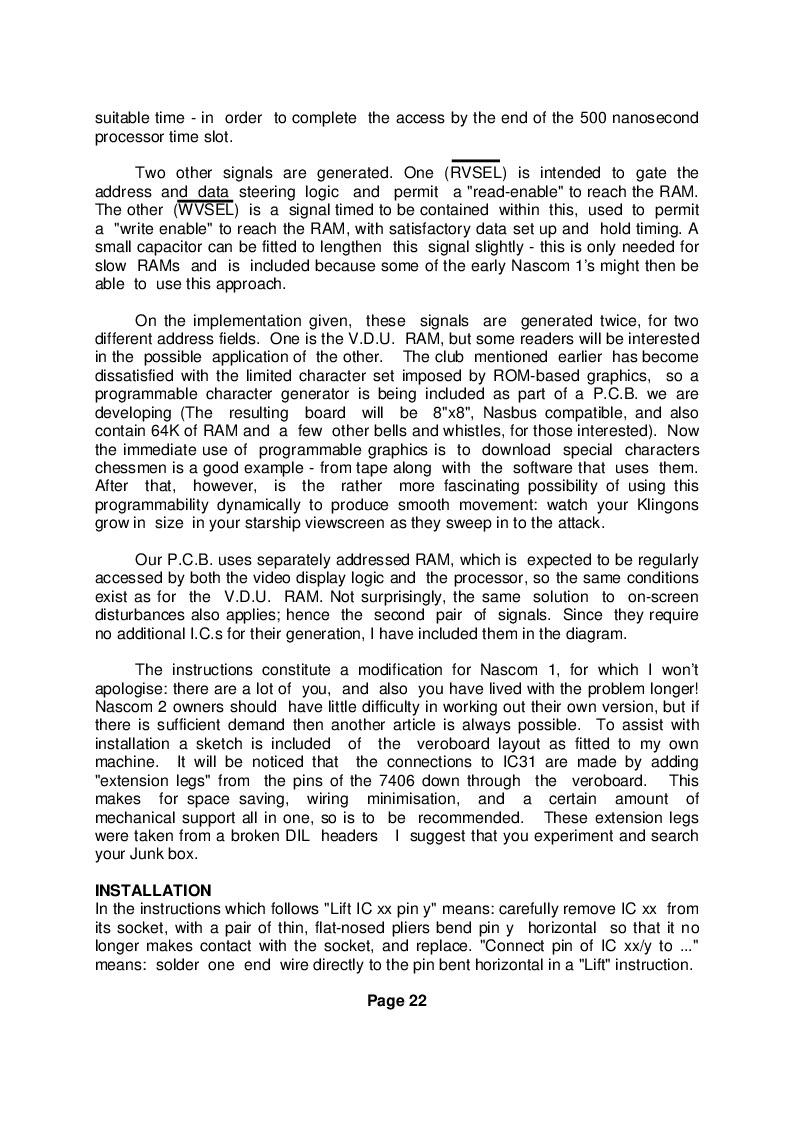 suitable time - in order to complete the access by the end of the 500 nanosecond
processor time slot.
Two other signals are generated. One (RVSEL) is intended to gate the
address and data steering logic and permit a "read-enable" to reach the RAM.
The other (WVSEL) is a signal timed to be contained within this, used to permit
a "write enable" to reach the RAM, with satisfactory data set up and hold timing. A
small capacitor can be fitted to lengthen this signal slightly - this is only needed for
slow RAMs and is included because some of the early Nascom 1's might then be
able to use this approach.
On the implementation given, these signals are generated twice, for two
different address fields. One is the V.D.U. RAM, but some readers will be interested
in the possible application of the other. The club mentioned earlier has become
dissatisfied with the limited character set imposed by ROM-based graphics, so a
programmable character generator is being included as part of a P.C.B. we are
developing (The resulting board will be 8"x8", Nasbus compatible, and also
contain 64K of RAM and a few other bells and whistles, for those interested). Now
the immediate use of programmable graphics is to download special characters
chessmen is a good example - from tape along with the software that uses them.
After that, however, is the rather more fascinating possibility of using this
programmability dynamically to produce smooth movement: watch your Klingons
grow in size in your starship viewscreen as they sweep in to the attack.
Our P.C.B. uses separately addressed RAM, which is expected to be regularly
accessed by both the video display logic and the processor, so the same conditions
exist as for the V.D.U. RAM. Not surprisingly, the same solution to on-screen
disturbances also applies; hence the second pair of signals. Since they require
no additional I.C.s for their generation, I have included them in the diagram.
The instructions constitute a modification for Nascom 1, for which I won't
apologise: there are a lot of you, and also you have lived with the problem longer!
Nascom 2 owners should have little difficulty in working out their own version, but if
there is sufficient demand then another article is always possible. To assist with
installation a sketch is included of the veroboard layout as fitted to my own
machine. It will be noticed that the connections to IC31 are made by adding
"extension legs" from the pins of the 7406 down through the veroboard. This
makes for space saving, wiring minimisation, and a certain amount of
mechanical support all in one, so is to be recommended. These extension legs
were taken from a broken DIL headers I suggest that you experiment and search
your Junk box.
INSTALLATION
In the instructions which follows "Lift IC xx pin y" means: carefully remove IC xx from
its socket, with a pair of thin, flat-nosed pliers bend pin y horizontal so that it no
longer makes contact with the socket, and replace. "Connect pin of IC xx/y to ..."
means: solder one end wire directly to the pin bent horizontal in a "Lift" instruction.
Page 22